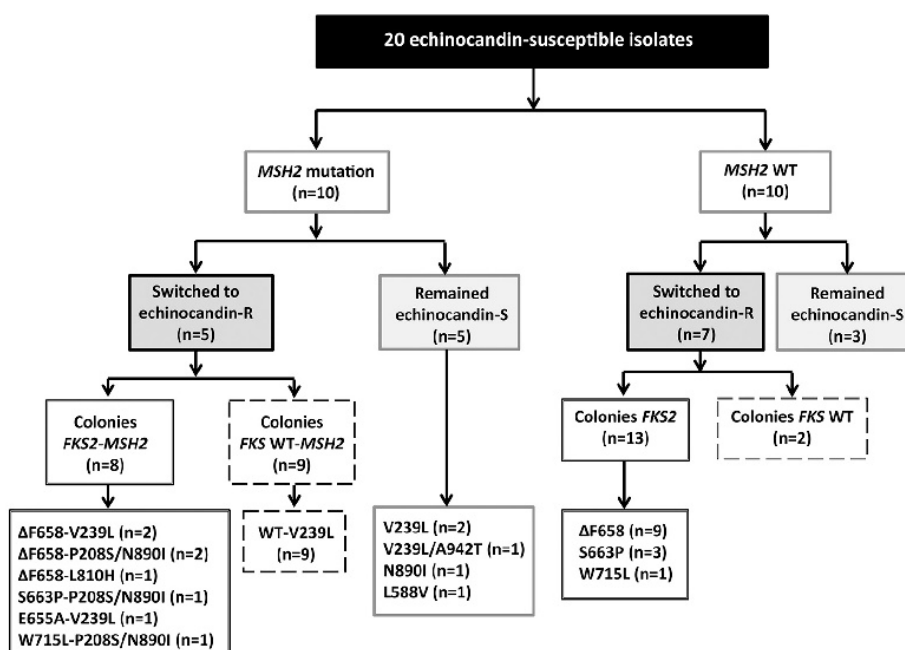 20 echinocandin-susceptible isolates
MSH2 mutation
(n=10)
MSH2 WT
(n=10)
Switched to
echinocandin-R
(n=5)
Remained
echinocandin-S
(n=5)
Switched to
echinocandin-R
(n=7)
Remained
echinocandin-S
(n=3)
Colonies
FKS2-MSH2
(n=8)
Colonies
FKS WT-MSH2
(n=9)
Colonies FKS2
(n=13)
Colonies FKS WT
(n=2)
ΔF658-V239L (n=2)
ΔF658-P208S/N890I (n=2)
ΔF658-L810H (n=1)
S663P-P208S/N890I (n=1)
E655A-V239L (n=1)
W715L-P208S/N890I (n=1)
WT-V239L
(n=9)
V239L (n=2)
V239L/A942T (n=1)
N890I (n=1)
L588V (n=1)
ΔF658 (n=9)
S663P (n=3)
W715L (n=1)